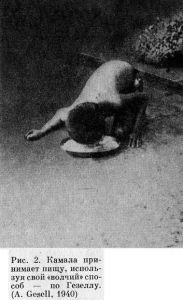 Рис. 2. Камала при-
нимает пищу, исполь-
зуя свой «волчий» спо-
соб — по Гезеллу.
(A. Gesell, 1940)